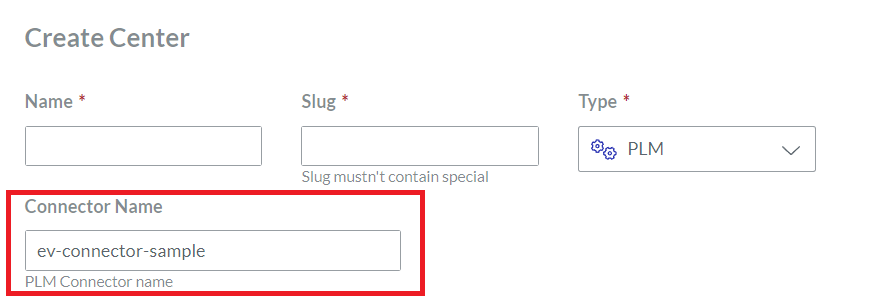 Create Center
Name * Slug * Type *
PLM
Slug mustn't contain special
Connector Name
ev-connector-sample
PLM Connector name